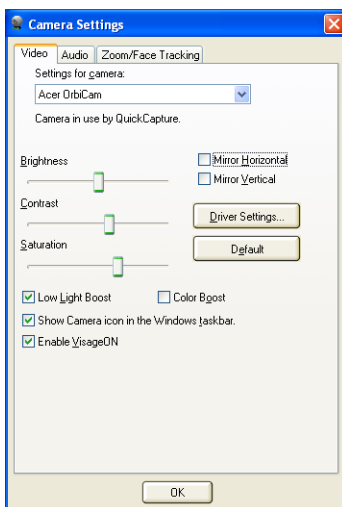 Camera Settings
Video Audio Zoom/Face Tracking
Settings for camera:
Acer OrbiCam
Camera in use by QuickCapture.
Brightness
Mirror Horizontal
Mirror Vertical
Contrast
Driver Settings...
Saturation
Default
Low Light Boost
Color Boost
Show Camera icon in the Windows taskbar.
Enable VisageON
OK